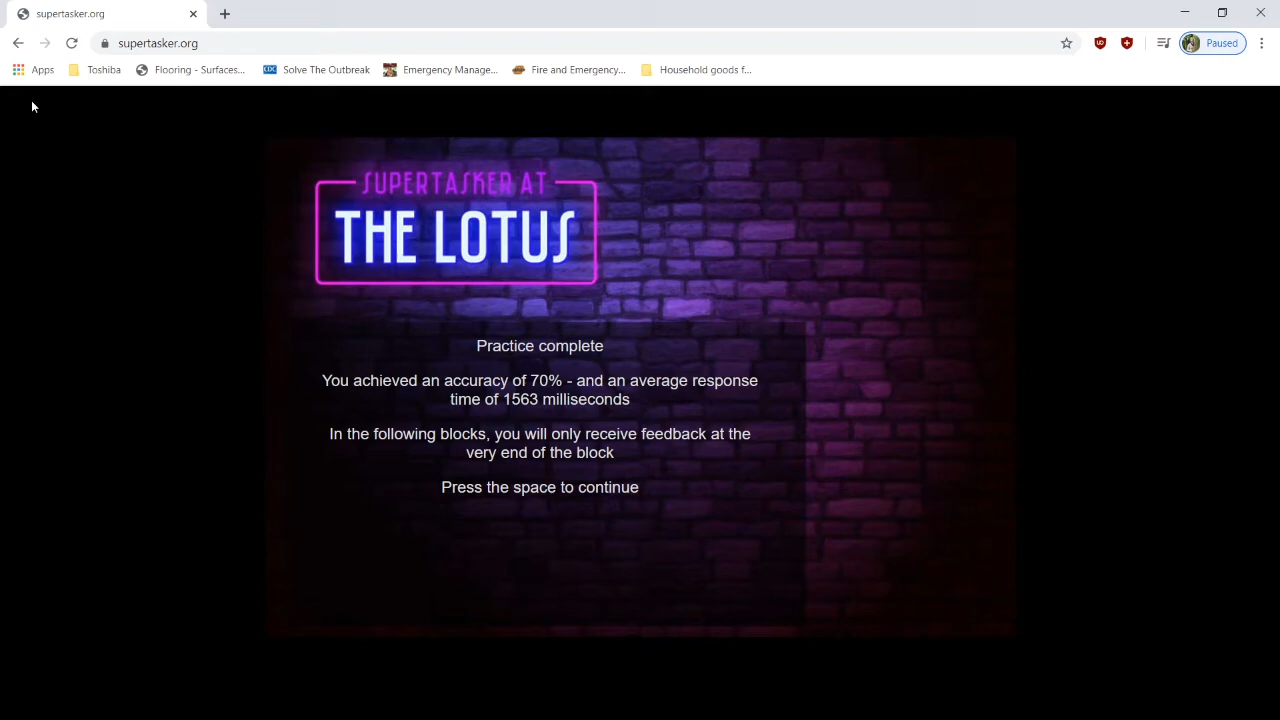 supertasker.org
supertasker.org
Paused
Apps
Toshiba
Flooring - Surfaces...
CDC
Solve The Outbreak
Emergency Manage...
Fire and Emergency...
Household goods f...
SUPERTASKER AT
THE LOTUS
Practice complete
You achieved an accuracy of 70% - and an average response
time of 1563 milliseconds
In the following blocks, you will only receive feedback at the
very end of the block
Press the space to continue